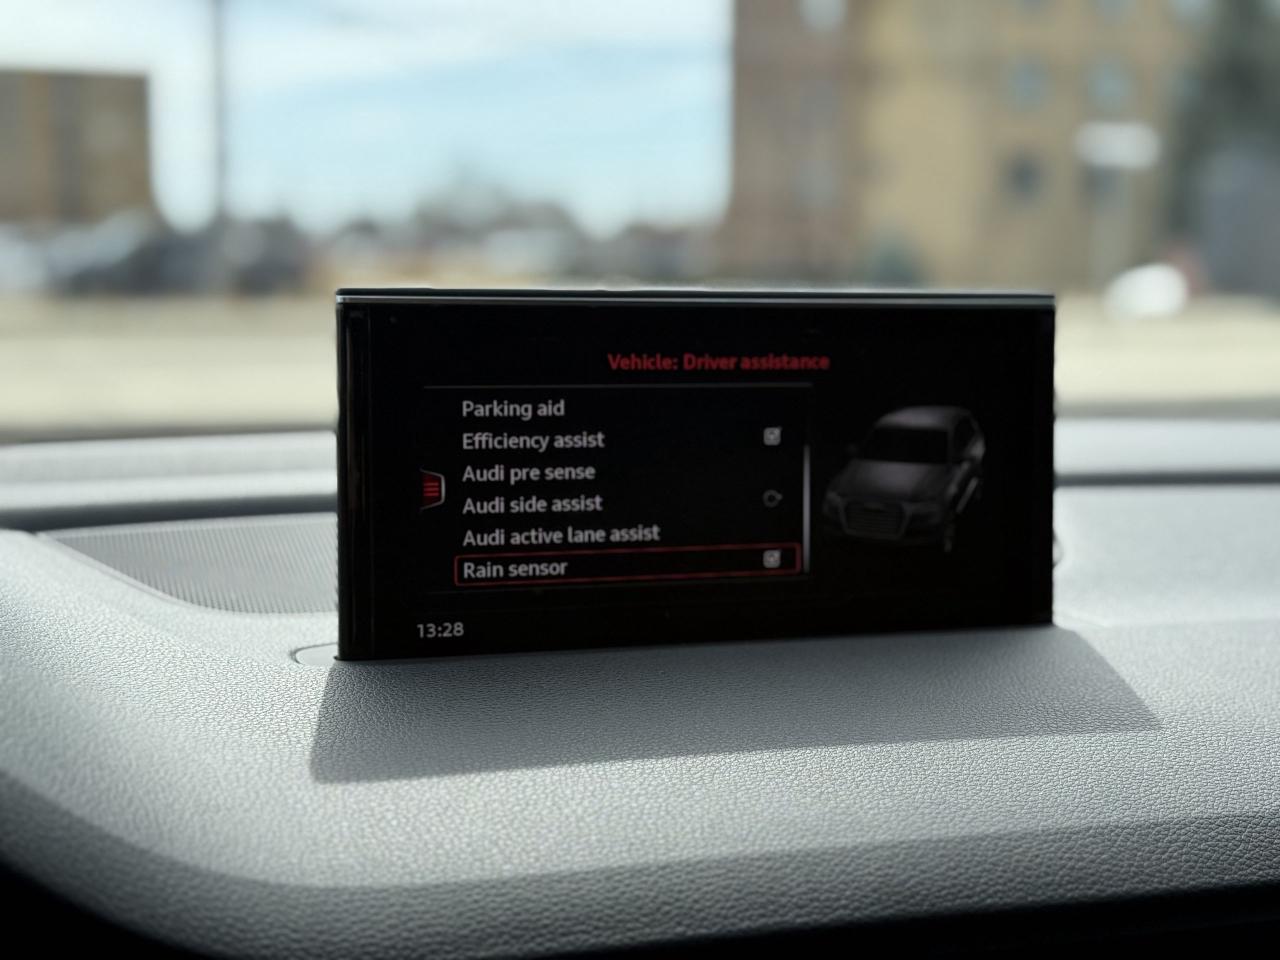 Vehicle: Driver assistance
Parking aid
Efficiency assist
Audi pre sense
Audi side assist
Audi active lane assist
Rain sensor
13:28